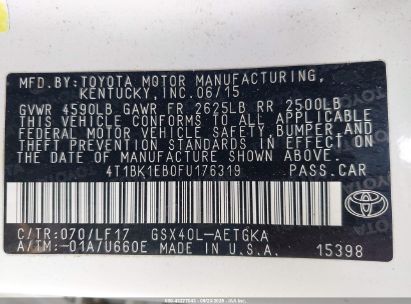 MFD.BY:TOYOTA MOTOR MANUFACTURING,
KENTUCKY,INC.06/15
GVWR 4590LB GAWR FR 2625LB RR 2500LB
THIS VEHICLE CONFORMS TO ALL APPLICABLE
FEDERAL MOTOR VEHICLE SAFETY,BUMPER,AND
THEFT PREVENTION STANDARDS IN EFFECT ON
THE DATE OF MANUFACTURE SHOWN ABOVE.
4T1BK1EB0FU176319 PASS.CAR
C/TR:070/LF17 GSX40L-AETGKA
A/TM:-01A/U660E MADE IN U.S.A. 15398
TOYOTA